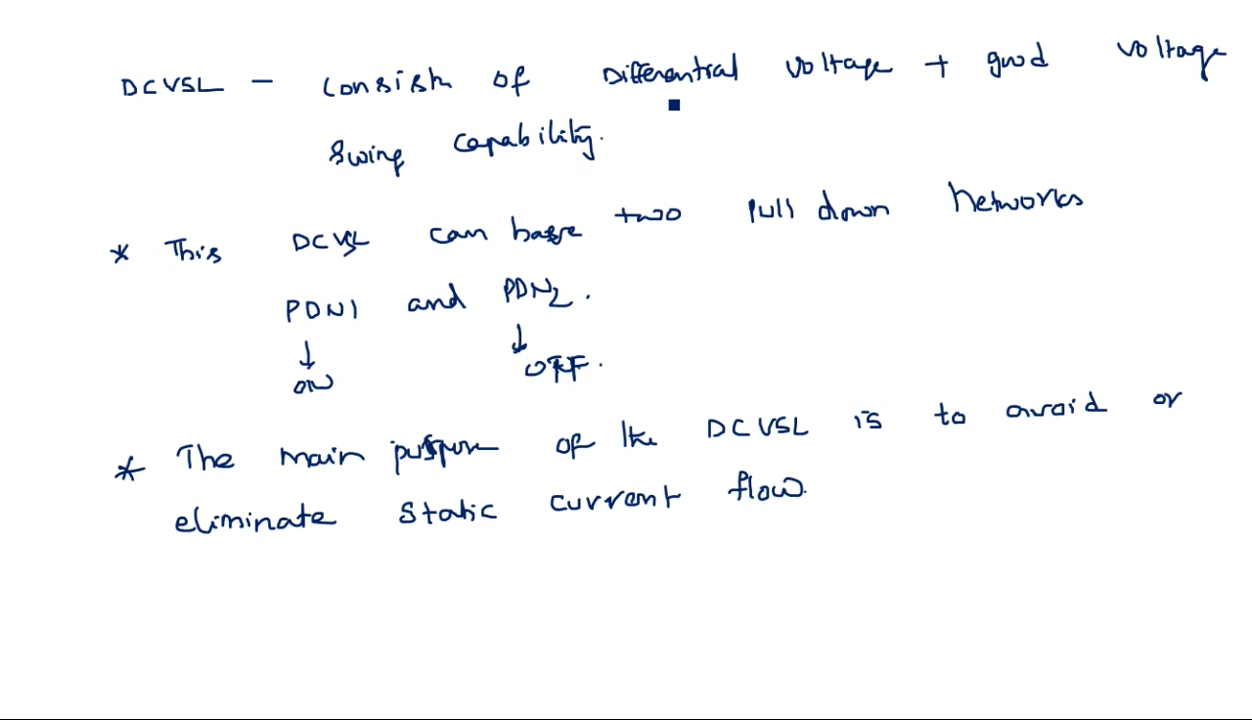 DCVSL - Consists of Differential voltage + good voltage
swing capability.
* This DCVSL can have two pull down networks
PDN1 and PDN2.
↓ ↓
ON OFF.
* The main purpose of the DCVSL is to avoid or
eliminate static current flow.